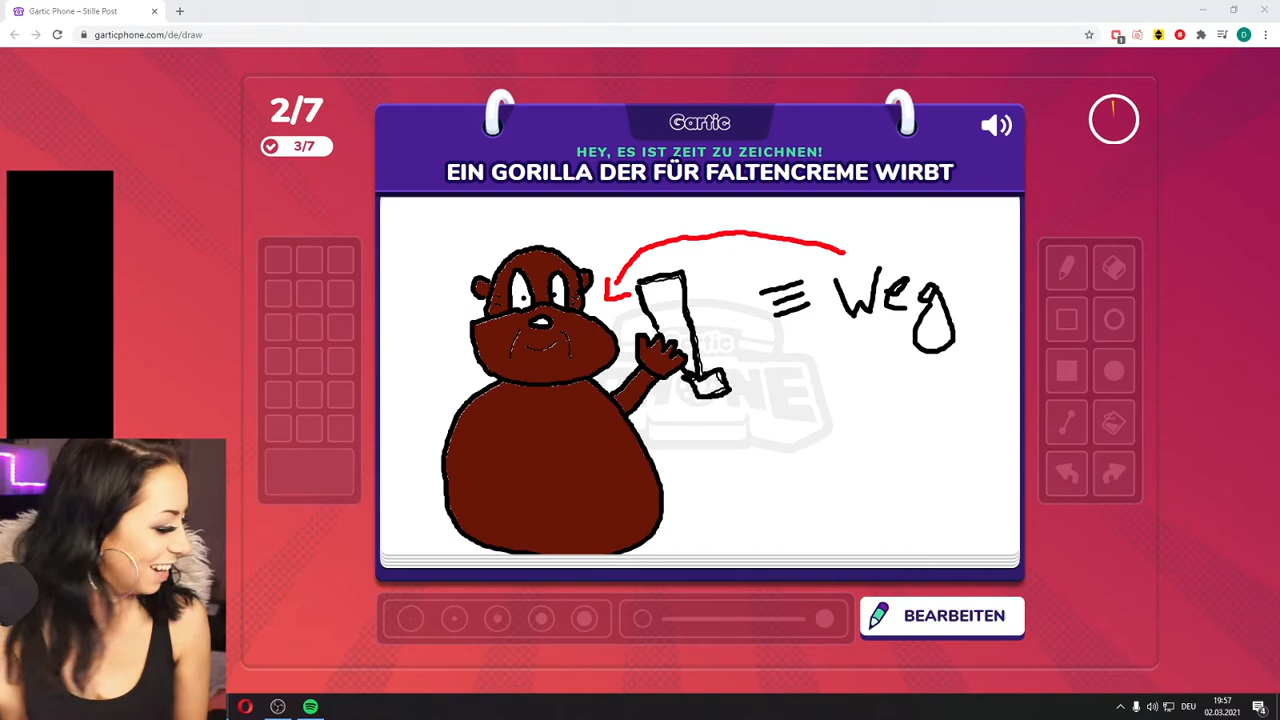 Gartic Phone – Stille Post
garticphone.com/de/draw
2/7
3/7
Gartic
HEY, ES IST ZEIT ZU ZEICHNEN!
EIN GORILLA DER FÜR FALTENCREME WIRBT
Weg
BEARBEITEN
DEU
19:57
02.03.2021